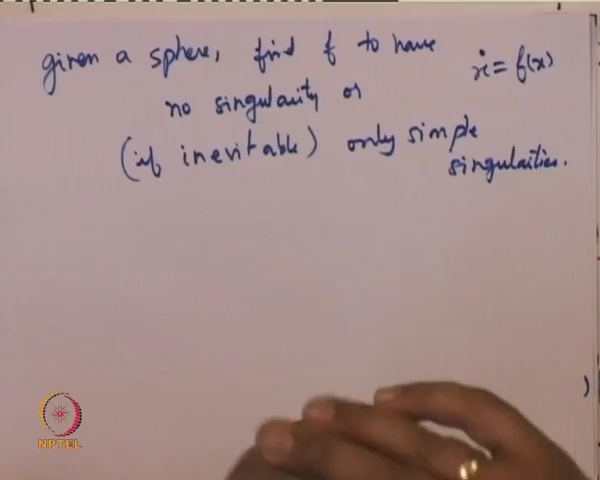 given a sphere, find f to have
ẋ = f(x)
no singularity or
(if inevitable) only simple
singularities.
)
NPTEL